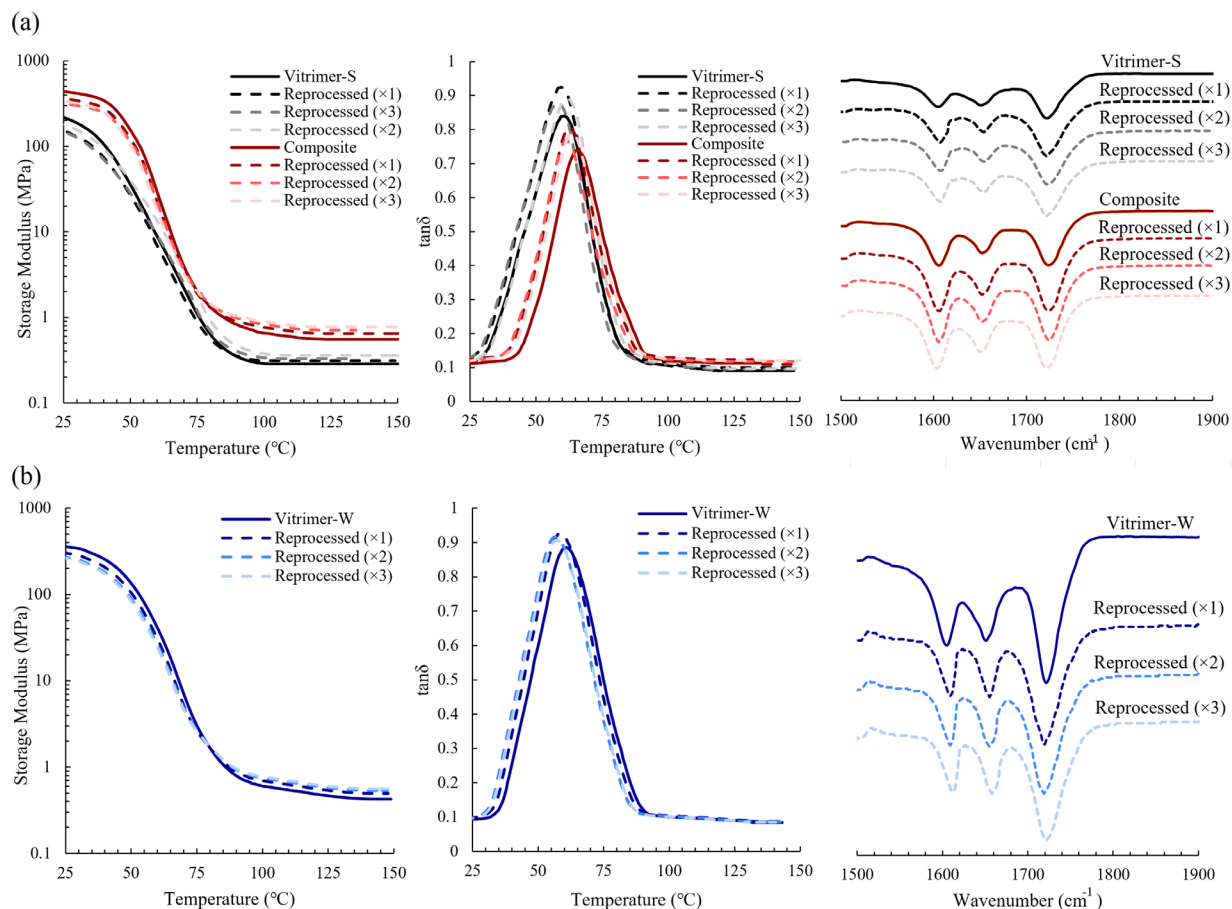 (a)
Storage Modulus (MPa)
1000
100
10
1
0.1
25
50
75
100
125
150
Temperature (°C)
Vitrimer-S
Reprocessed (×1)
Reprocessed (×3)
Reprocessed (×2)
Composite
Reprocessed (×1)
Reprocessed (×2)
Reprocessed (×3)
tanδ
1
0.9
0.8
0.7
0.6
0.5
0.4
0.3
0.2
0.1
0
25
50
75
100
125
150
Temperature (°C)
Vitrimer-S
Reprocessed (×1)
Reprocessed (×2)
Reprocessed (×3)
Composite
Reprocessed (×1)
Reprocessed (×2)
Reprocessed (×3)
Vitrimer-S
Reprocessed (×1)
Reprocessed (×2)
Reprocessed (×3)
Composite
Reprocessed (×1)
Reprocessed (×2)
Reprocessed (×3)
1500
1600
1700
1800
1900
Wavenumber (cm-1)
(b)
Storage Modulus (MPa)
1000
100
10
1
0.1
25
50
75
100
125
150
Temperature (°C)
Vitrimer-W
Reprocessed (×1)
Reprocessed (×2)
Reprocessed (×3)
tanδ
1
0.9
0.8
0.7
0.6
0.5
0.4
0.3
0.2
0.1
0
25
50
75
100
125
150
Temperature (°C)
Vitrimer-W
Reprocessed (×1)
Reprocessed (×2)
Reprocessed (×3)
Vitrimer-W
Reprocessed (×1)
Reprocessed (×2)
Reprocessed (×3)
1500
1600
1700
1800
1900
Wavenumber (cm-1)